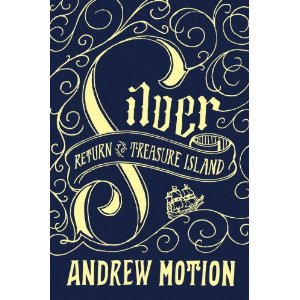 Silver
RETURN TO TREASURE ISLAND
ANDREW MOTION